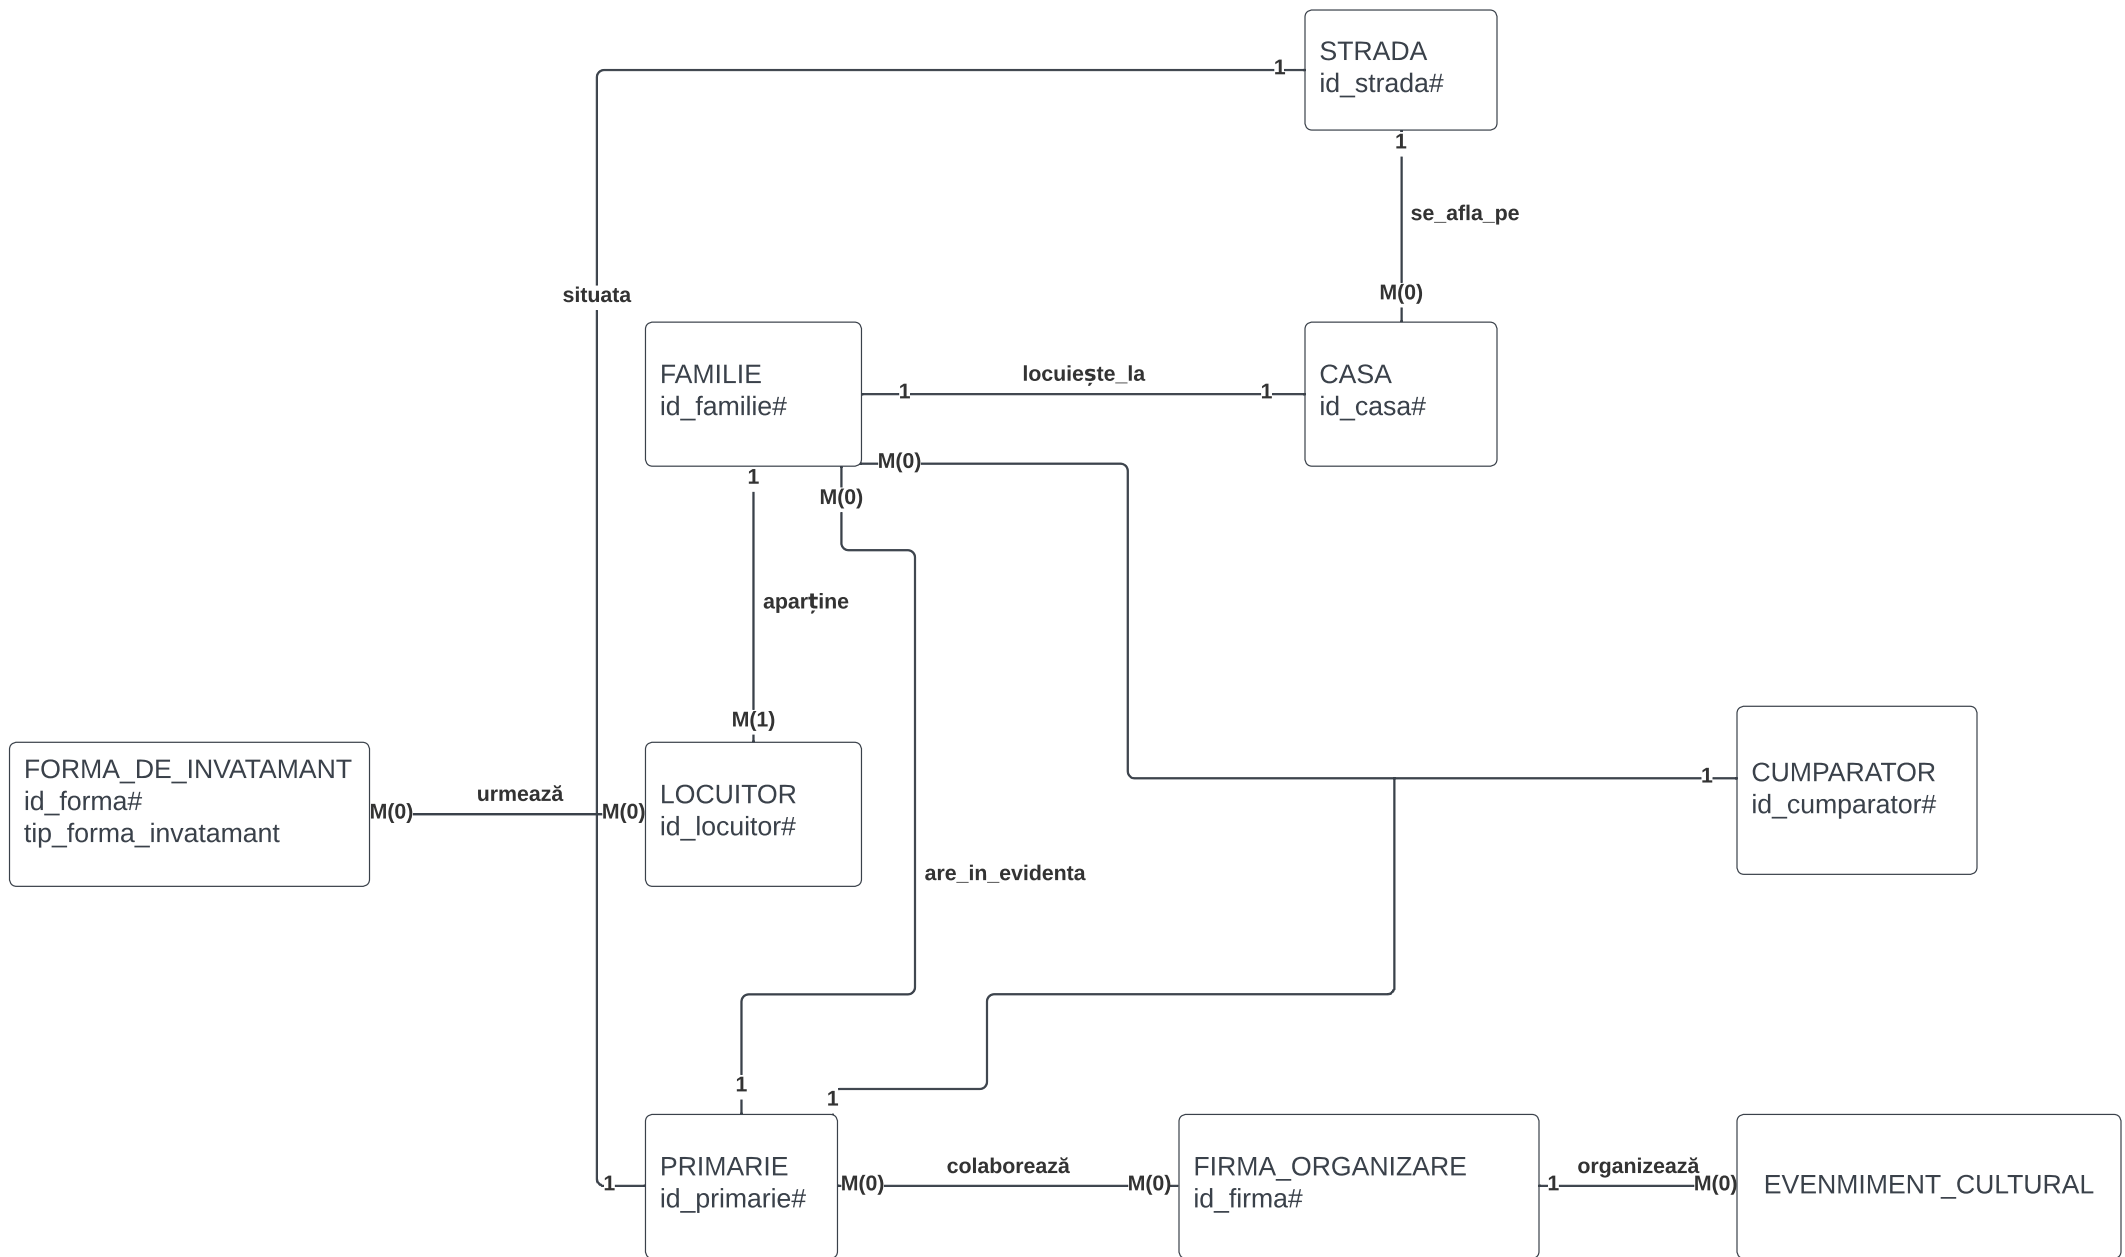 STRADA
id_strada#
1
1
se_afla_pe
situata
M(0)
FAMILIE
id_familie#
1
locuiește_la
1
CASA
id_casa#
M(0)
1
M(0)
aparține
M(1)
FORMA_DE_INVATAMANT
id_forma#
tip_forma_invatamant
M(0)
urmează
M(0)
LOCUITOR
id_locuitor#
1
CUMPARATOR
id_cumparator#
are_in_evidenta
1
1
1
PRIMARIE
id_primarie#
M(0)
colaborează
M(0)
FIRMA_ORGANIZARE
id_firma#
1
organizează
M(0)
EVENMIMENT_CULTURAL